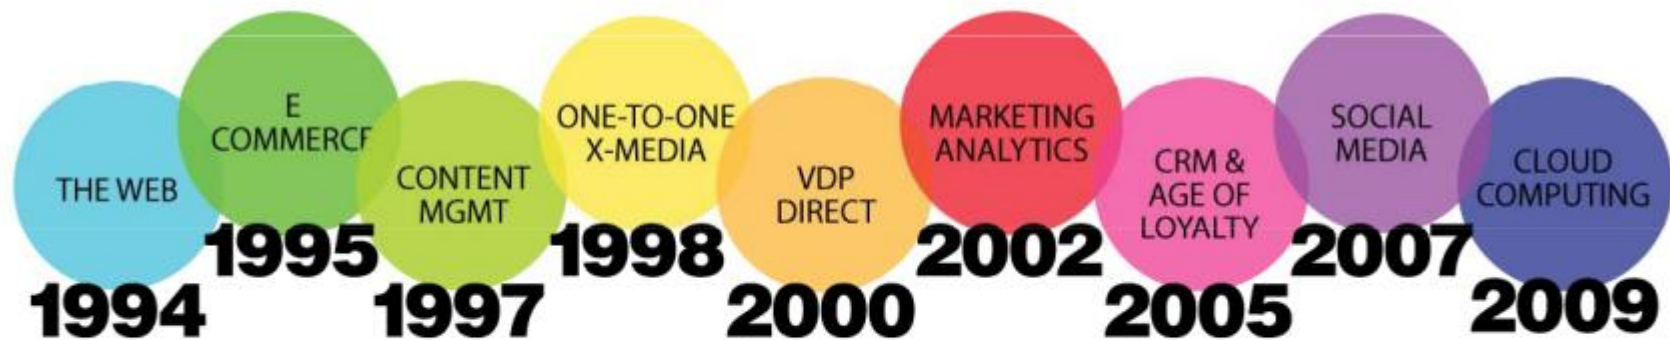 THE WEB
1994
E
COMMERCE
1995
CONTENT
MGMT
1997
ONE-TO-ONE
X-MEDIA
1998
VDP
DIRECT
2000
MARKETING
ANALYTICS
2002
CRM &
AGE OF
LOYALTY
2005
SOCIAL
MEDIA
2007
CLOUD
COMPUTING
2009